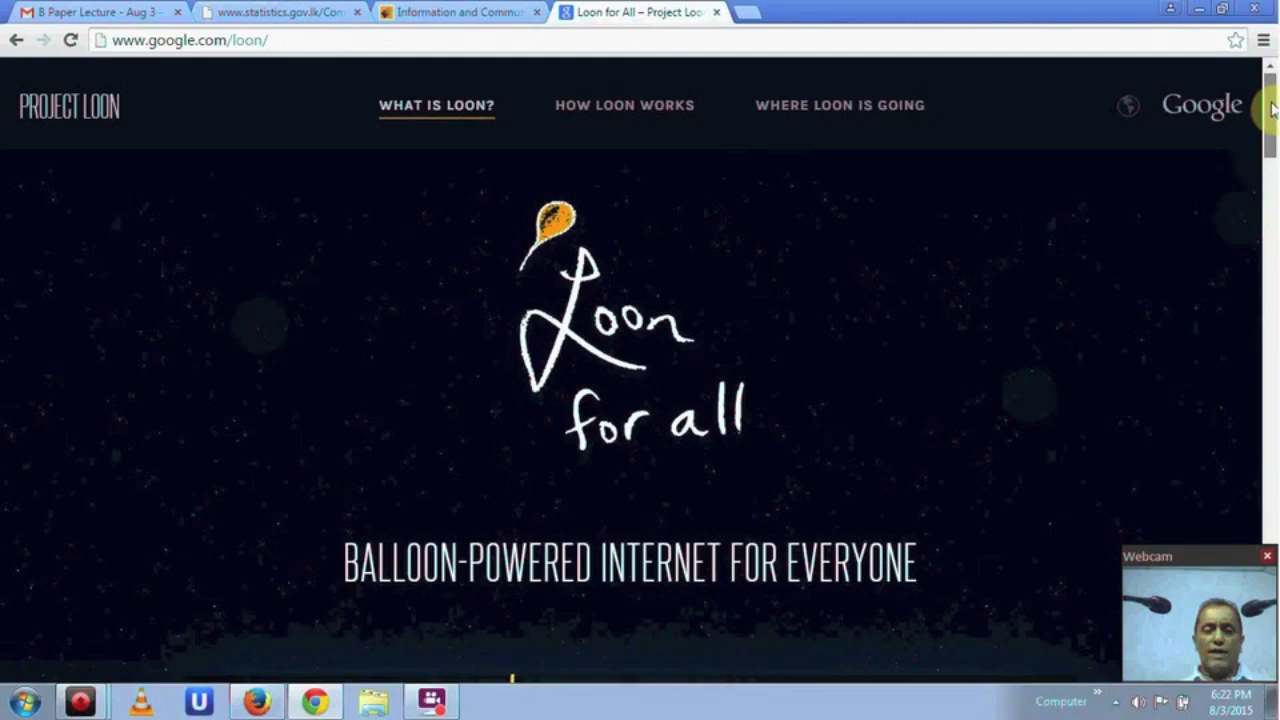 B Paper Lecture - Aug 3 -
www.statistics.gov.lk/Con
Information and Commun
Loon for All – Project Loo
www.google.com/loon/
PROJECT LOON
WHAT IS LOON?
HOW LOON WORKS
WHERE LOON IS GOING
Google
Loon
for all
BALLOON-POWERED INTERNET FOR EVERYONE
Webcam
U
Computer
6:22 PM
8/3/2015